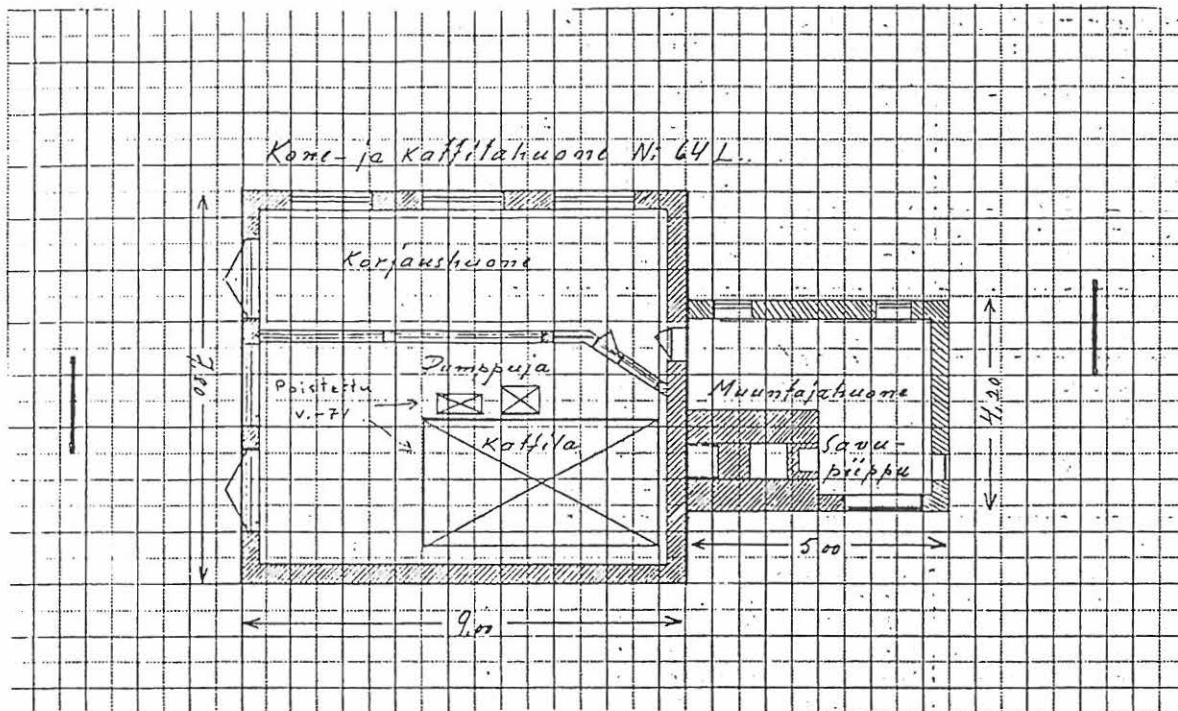 Kone- ja kattilahuone N: 64 L.
Korjaushuone
7,50
Pumppuja
Poistettu
v. -71
Kattila
Muuntajahuone
Savu-
piippu
4,20
5,00
9,00